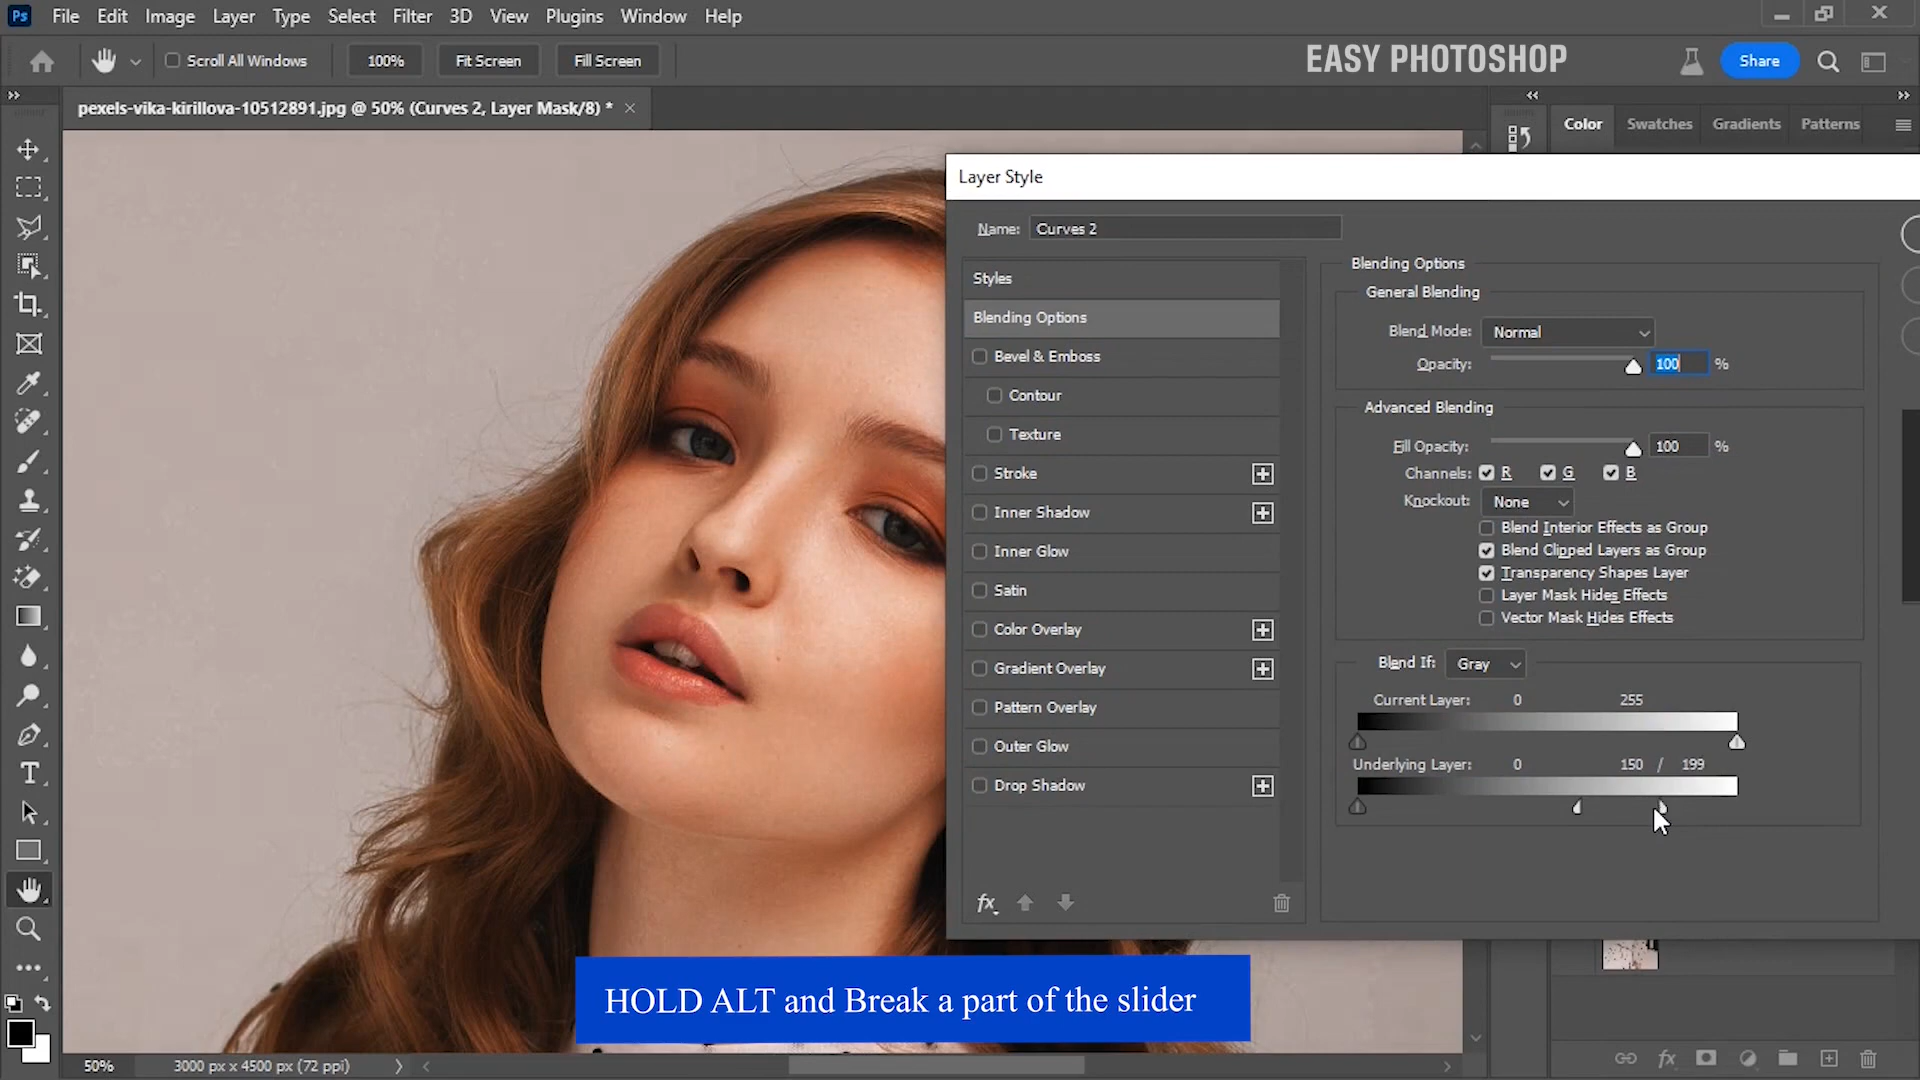 Ps File Edit Image Layer Type Select Filter 3D View Plugins Window Help
Scroll All Windows 100% Fit Screen Fill Screen EASY PHOTOSHOP Share
pexels-vika-kirillova-10512891.jpg @ 50% (Curves 2, Layer Mask/8) *
Color Swatches Gradients Patterns
Layer Style
Name: Curves 2
Styles
Blending Options
Bevel & Emboss
Contour
Texture
Stroke
Inner Shadow
Inner Glow
Satin
Color Overlay
Gradient Overlay
Pattern Overlay
Outer Glow
Drop Shadow
fx
Blending Options
General Blending
Blend Mode: Normal
Opacity: 100 %
Advanced Blending
Fill Opacity: 100 %
Channels: R G B
Knockout: None
Blend Interior Effects as Group
Blend Clipped Layers as Group
Transparency Shapes Layer
Layer Mask Hides Effects
Vector Mask Hides Effects
Blend If: Gray
Current Layer: 0 255
Underlying Layer: 0 150 / 199
HOLD ALT and Break a part of the slider
50% 3000 px x 4500 px (72 ppi)
fx